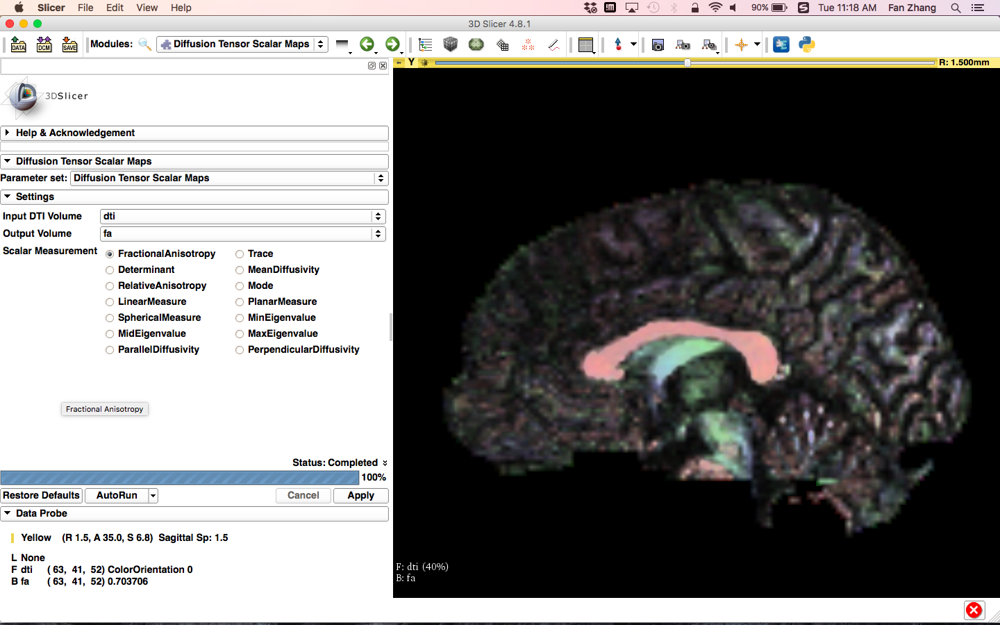 Slicer File Edit View Help 90% S Tue 11:18 AM Fan Zhang
3D Slicer 4.8.1
DATA DCM SAVE Modules: Diffusion Tensor Scalar Maps
Y R: 1.500mm
3DSlicer
Help & Acknowledgement
Diffusion Tensor Scalar Maps
Parameter set: Diffusion Tensor Scalar Maps
Settings
Input DTI Volume dti
Output Volume fa
Scalar Measurement FractionalAnisotropy Trace
Determinant MeanDiffusivity
RelativeAnisotropy Mode
LinearMeasure PlanarMeasure
SphericalMeasure MinEigenvalue
MidEigenvalue MaxEigenvalue
ParallelDiffusivity PerpendicularDiffusivity
Fractional Anisotropy
Status: Completed
100%
Restore Defaults AutoRun Cancel Apply
Data Probe
Yellow (R 1.5, A 35.0, S 6.8) Sagittal Sp: 1.5
L None
F dti ( 63, 41, 52) ColorOrientation 0
B fa ( 63, 41, 52) 0.703706
F: dti (40%)
B: fa